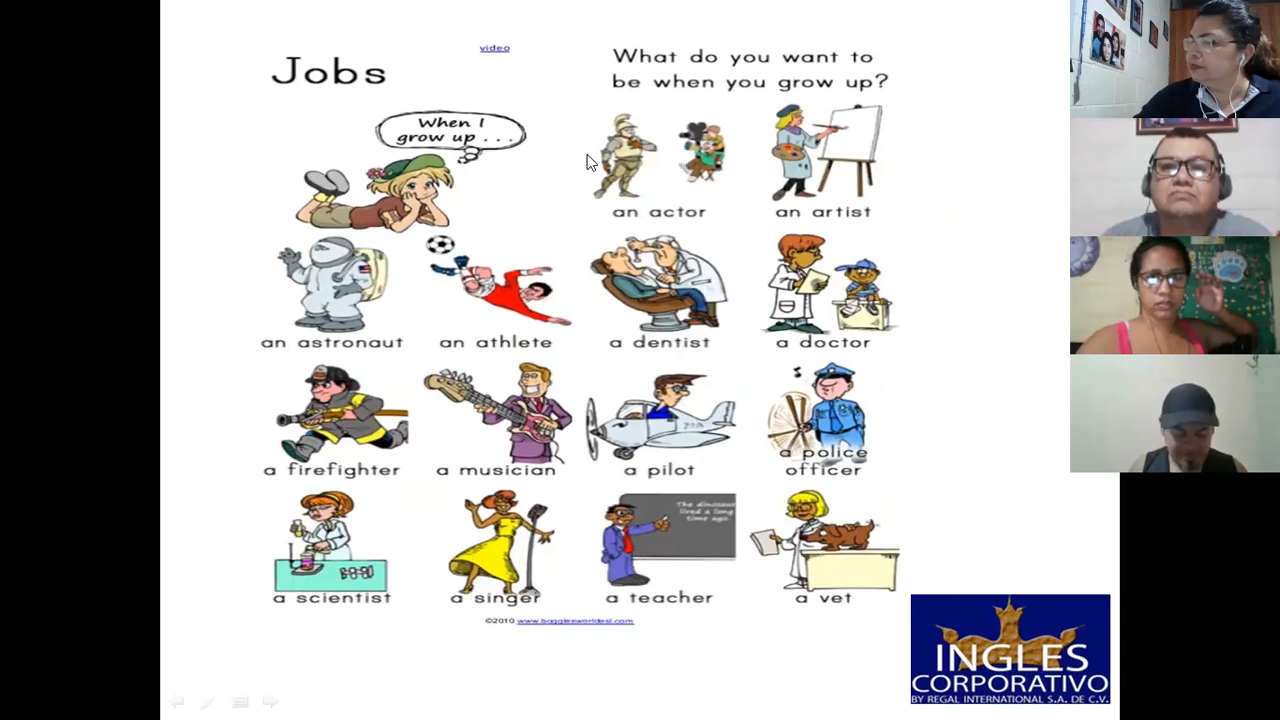 video
Jobs
What do you want to
be when you grow up?
When I
grow up . . .
an actor
an artist
an astronaut
an athlete
a dentist
a doctor
a firefighter
a musician
a pilot
a police
officer
The dinosaurs
lived a long
time ago.
a scientist
a singer
a teacher
a vet
©2010 www.bogglesworldesl.com
INGLES
CORPORATIVO
BY REGAL INTERNATIONAL S.A. DE C.V.